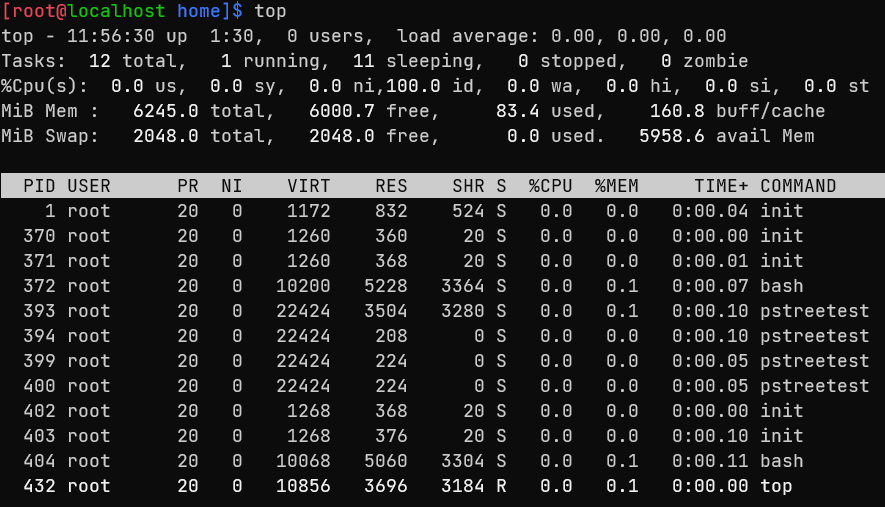 [root@localhost home]$ top
top - 11:56:30 up  1:30,  0 users,  load average: 0.00, 0.00, 0.00
Tasks:  12 total,   1 running,  11 sleeping,   0 stopped,   0 zombie
%Cpu(s):  0.0 us,  0.0 sy,  0.0 ni,100.0 id,  0.0 wa,  0.0 hi,  0.0 si,  0.0 st
MiB Mem :   6245.0 total,   6000.7 free,     83.4 used,    160.8 buff/cache
MiB Swap:   2048.0 total,   2048.0 free,      0.0 used.   5958.6 avail Mem
  PID USER      PR  NI    VIRT    RES    SHR S  %CPU  %MEM     TIME+ COMMAND
    1 root      20   0    1172    832    524 S   0.0   0.0   0:00.04 init
  370 root      20   0    1260    360     20 S   0.0   0.0   0:00.00 init
  371 root      20   0    1260    368     20 S   0.0   0.0   0:00.01 init
  372 root      20   0   10200   5228   3364 S   0.0   0.1   0:00.07 bash
  393 root      20   0   22424   3504   3280 S   0.0   0.1   0:00.10 pstreetest
  394 root      20   0   22424    208      0 S   0.0   0.0   0:00.10 pstreetest
  399 root      20   0   22424    224      0 S   0.0   0.0   0:00.05 pstreetest
  400 root      20   0   22424    224      0 S   0.0   0.0   0:00.05 pstreetest
  402 root      20   0    1268    368     20 S   0.0   0.0   0:00.00 init
  403 root      20   0    1268    376     20 S   0.0   0.0   0:00.10 init
  404 root      20   0   10068   5060   3304 S   0.0   0.1   0:00.11 bash
  432 root      20   0   10856   3696   3184 R   0.0   0.1   0:00.00 top